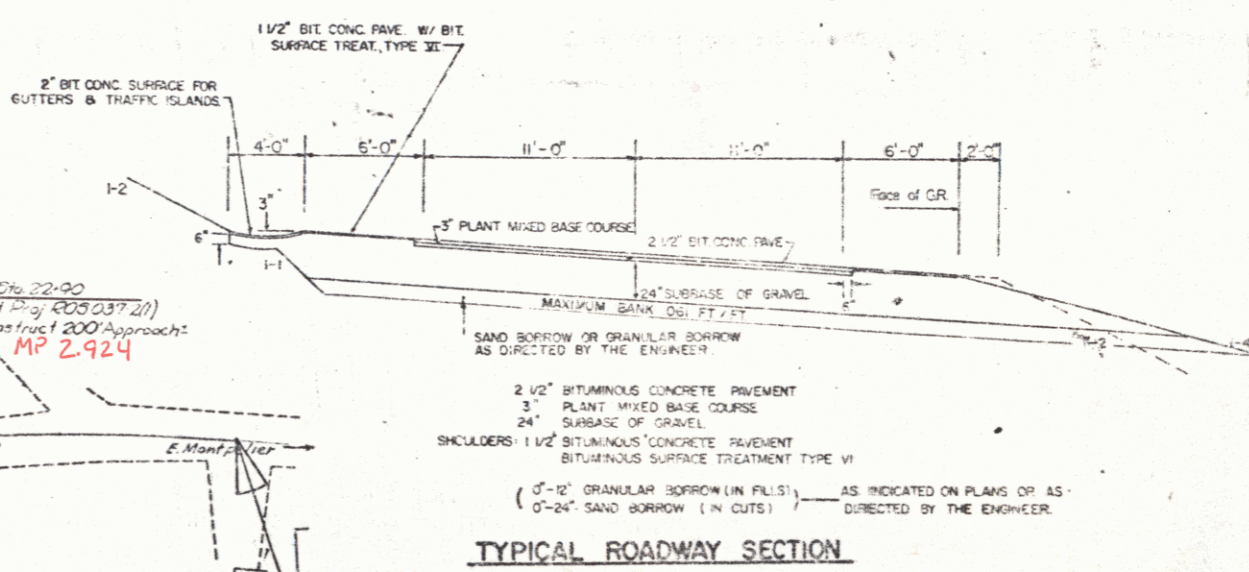 1 1/2" BIT. CONC. PAVE. W/ BIT.
SURFACE TREAT., TYPE VI
2" BIT. CONC. SURFACE FOR
GUTTERS & TRAFFIC ISLANDS.
4'-0"
6'-0"
11'-0"
11'-0"
6'-0"
2'-0"
1-2
3"
Face of G.R.
6"
3" PLANT MIXED BASE COURSE
2 1/2" BIT. CONC. PAVE
1-1
24" SUBBASE OF GRAVEL
6"
MAXIMUM BANK .061 FT / FT
Sta. 22+90
Proj R05037 2(1)
200' Approach
MP 2.924
SAND BORROW OR GRANULAR BORROW
AS DIRECTED BY THE ENGINEER.
1-2
1-4
2 1/2" BITUMINOUS CONCRETE PAVEMENT
3" PLANT MIXED BASE COURSE
24" SUBBASE OF GRAVEL
SHOULDERS: 1 1/2" BITUMINOUS CONCRETE PAVEMENT
BITUMINOUS SURFACE TREATMENT TYPE VI
E. Montpelier
0"-12" GRANULAR BORROW (IN FILLS)
0"-24" SAND BORROW (IN CUTS)
AS INDICATED ON PLANS OR AS
DIRECTED BY THE ENGINEER.
TYPICAL ROADWAY SECTION